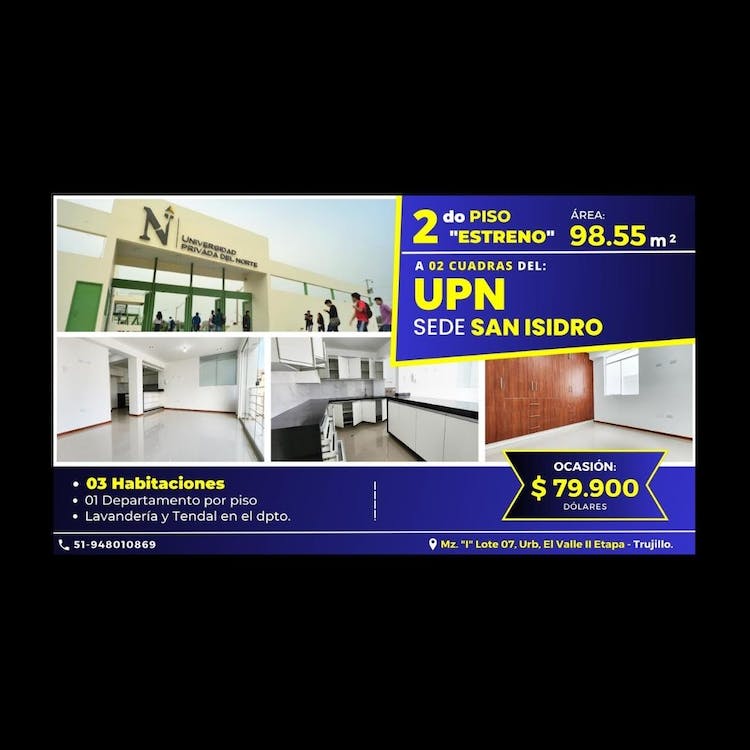 N
UNIVERSIDAD
PRIVADA DEL NORTE
2 do PISO
"ESTRENO"
ÁREA:
98.55 m²
A 02 CUADRAS DEL:
UPN
SEDE SAN ISIDRO
• 03 Habitaciones
• 01 Departamento por piso
• Lavandería y Tendal en el dpto.
OCASIÓN:
$ 79.900
DÓLARES
51-948010869
Mz. "I" Lote 07, Urb, El Valle II Etapa - Trujillo.